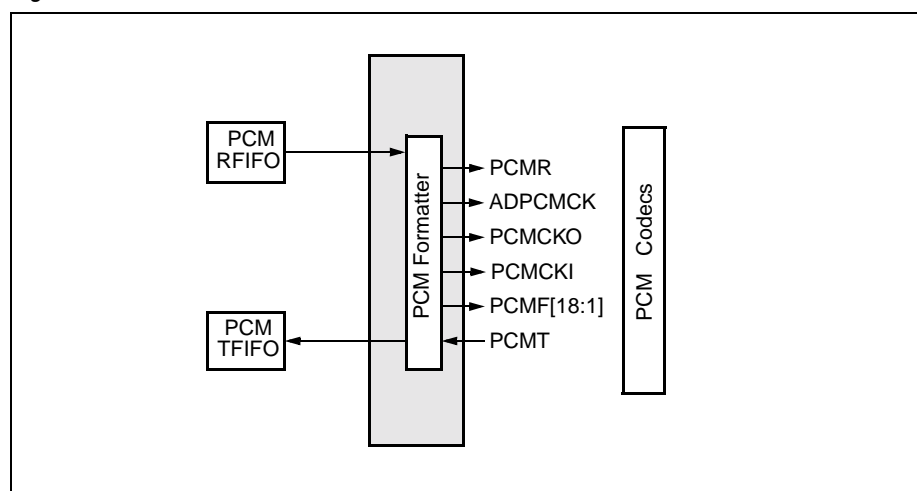 PCM
RFIFO
PCM
TFIFO
PCM Formatter
PCMR
ADPCMCK
PCMCKO
PCMCKI
PCMF[18:1]
PCMT
PCM Codecs